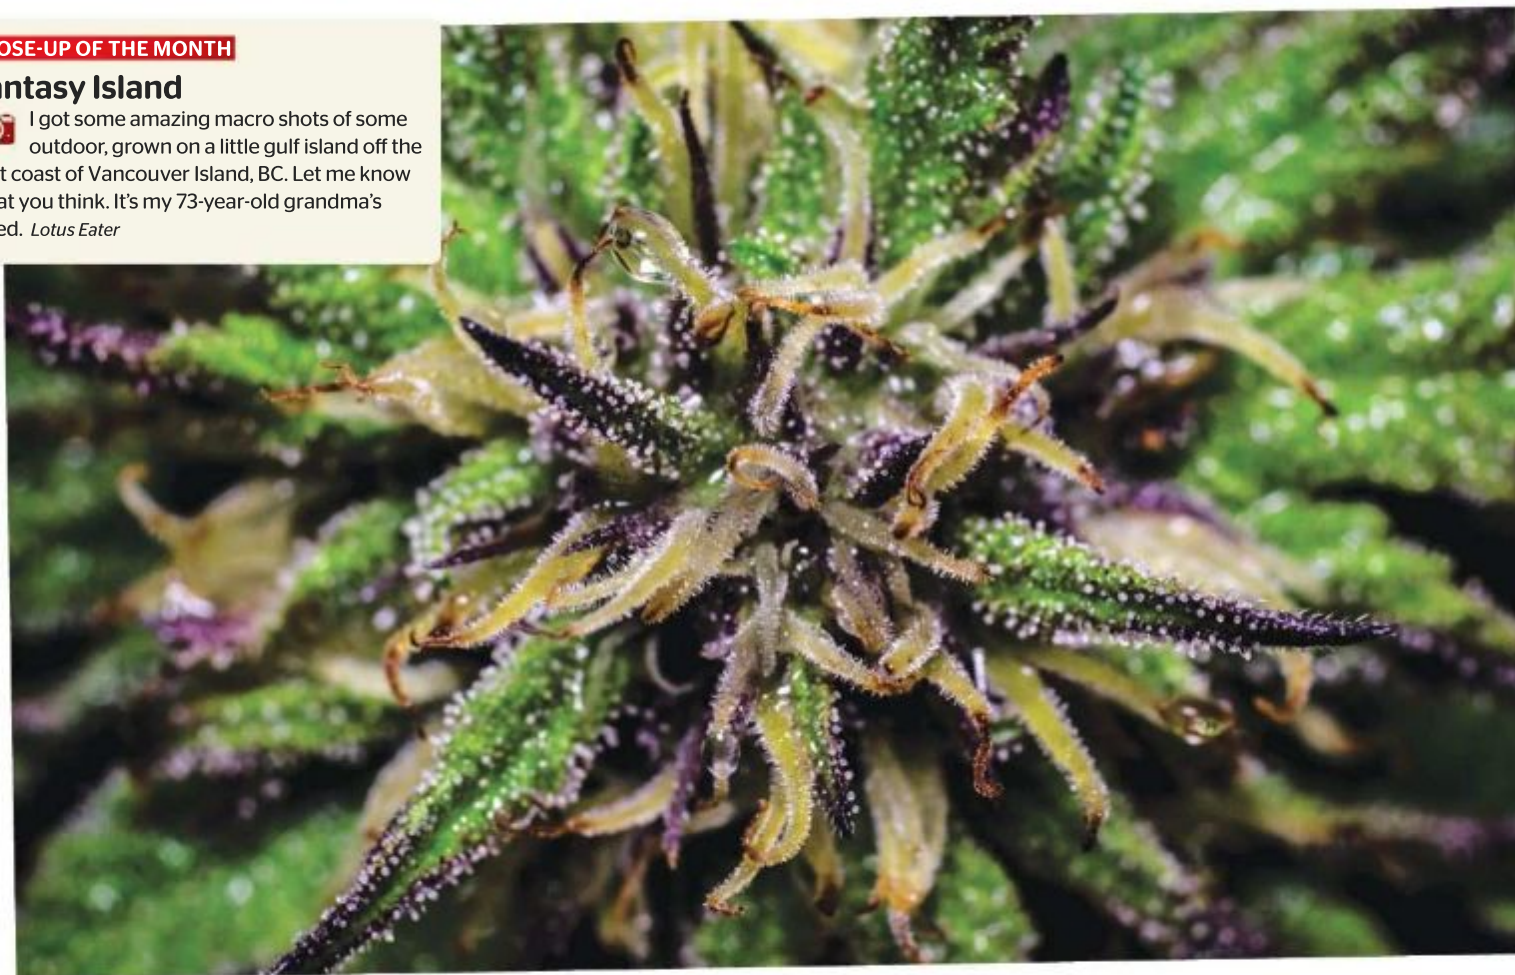 OSE-UP OF THE MONTH
ntasy Island
I got some amazing macro shots of some
outdoor, grown on a little gulf island off the
t coast of Vancouver Island, BC. Let me know
at you think. It's my 73-year-old grandma's
ed. Lotus Eater